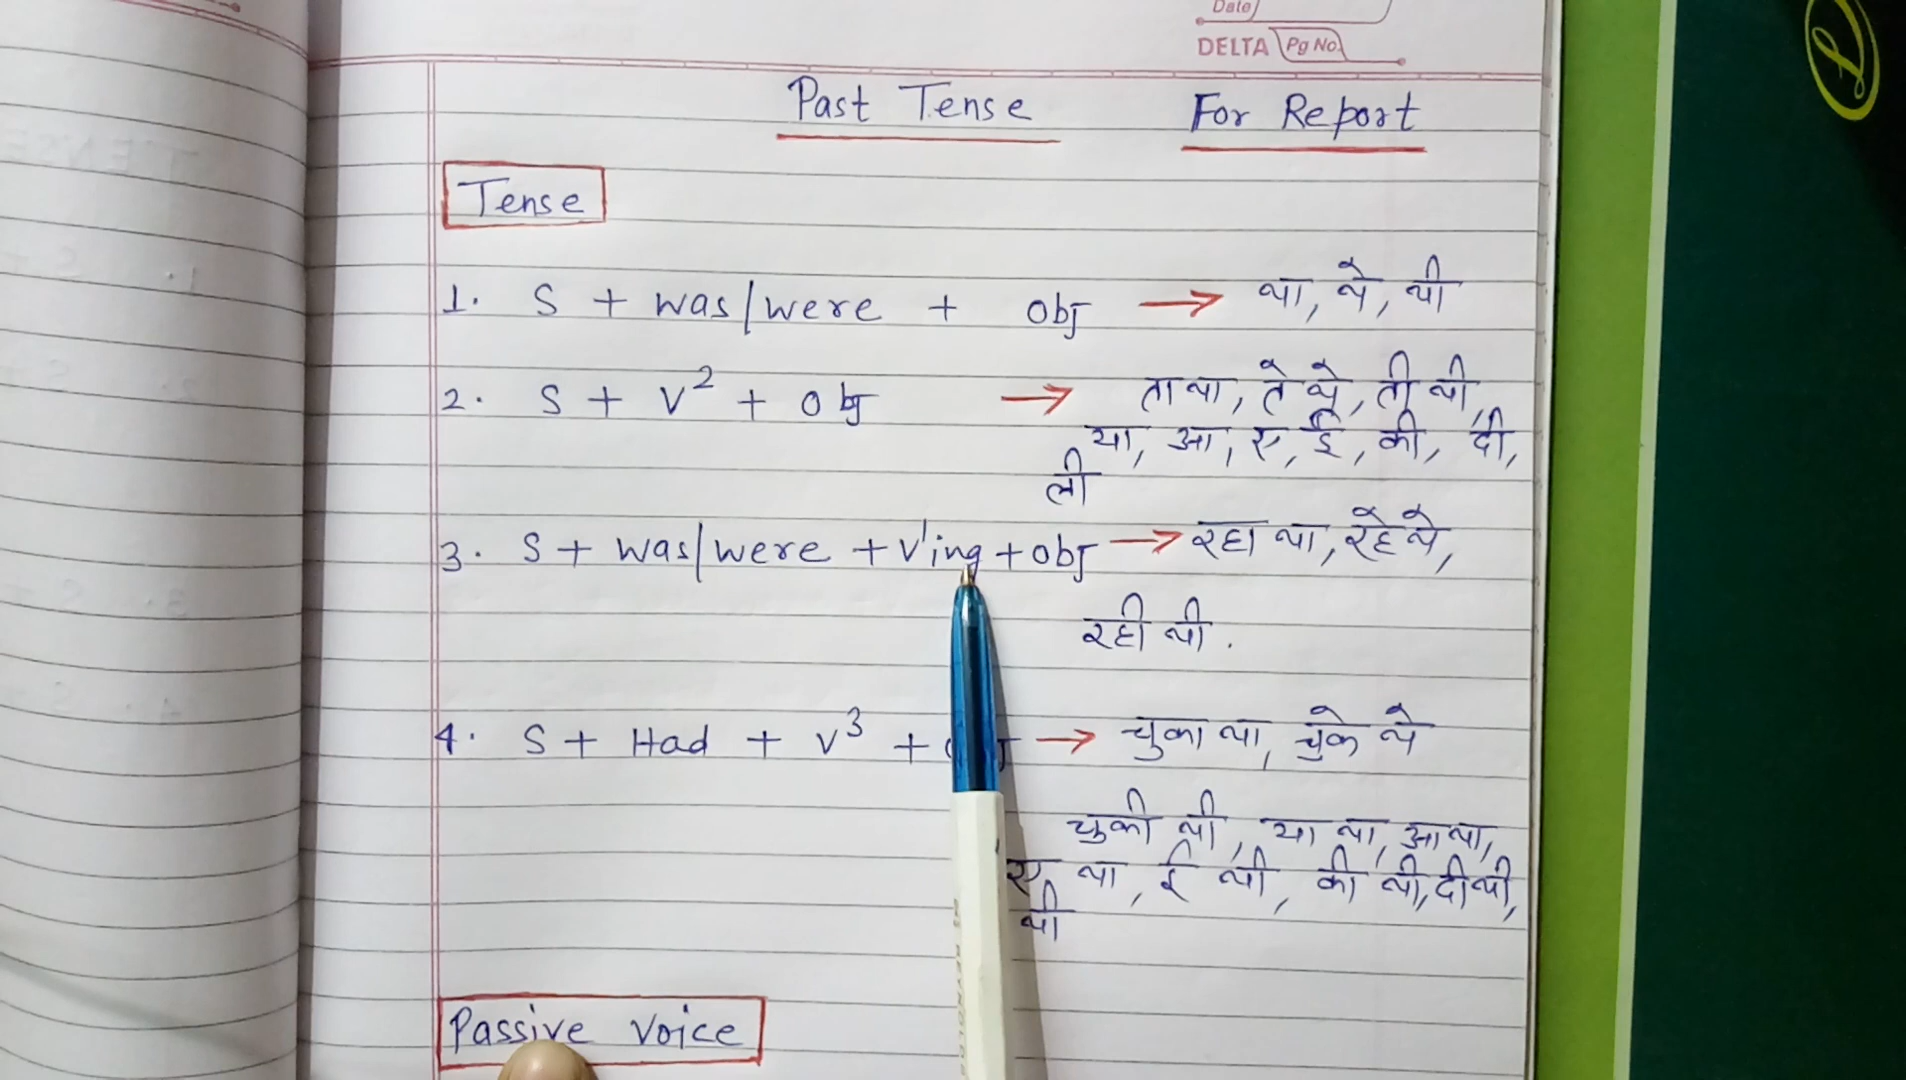 Date
DELTA Pg No.
Past Tense For Report
Tense
1. S + was/were + obj → था, थे, थी
2. S + V² + obj → ता था, ते थे, ती थी,
या, आ, ए, ई, की, दी,
ली
3. S + was/were + V¹ing + obj → रहा था, रहे थे,
रही थी.
4. S + Had + V³ + → चुका था, चुके थे
चुकी थी, या था, आ था,
ए था, ई थी, की थी, दी थी,
थी
Passive Voice